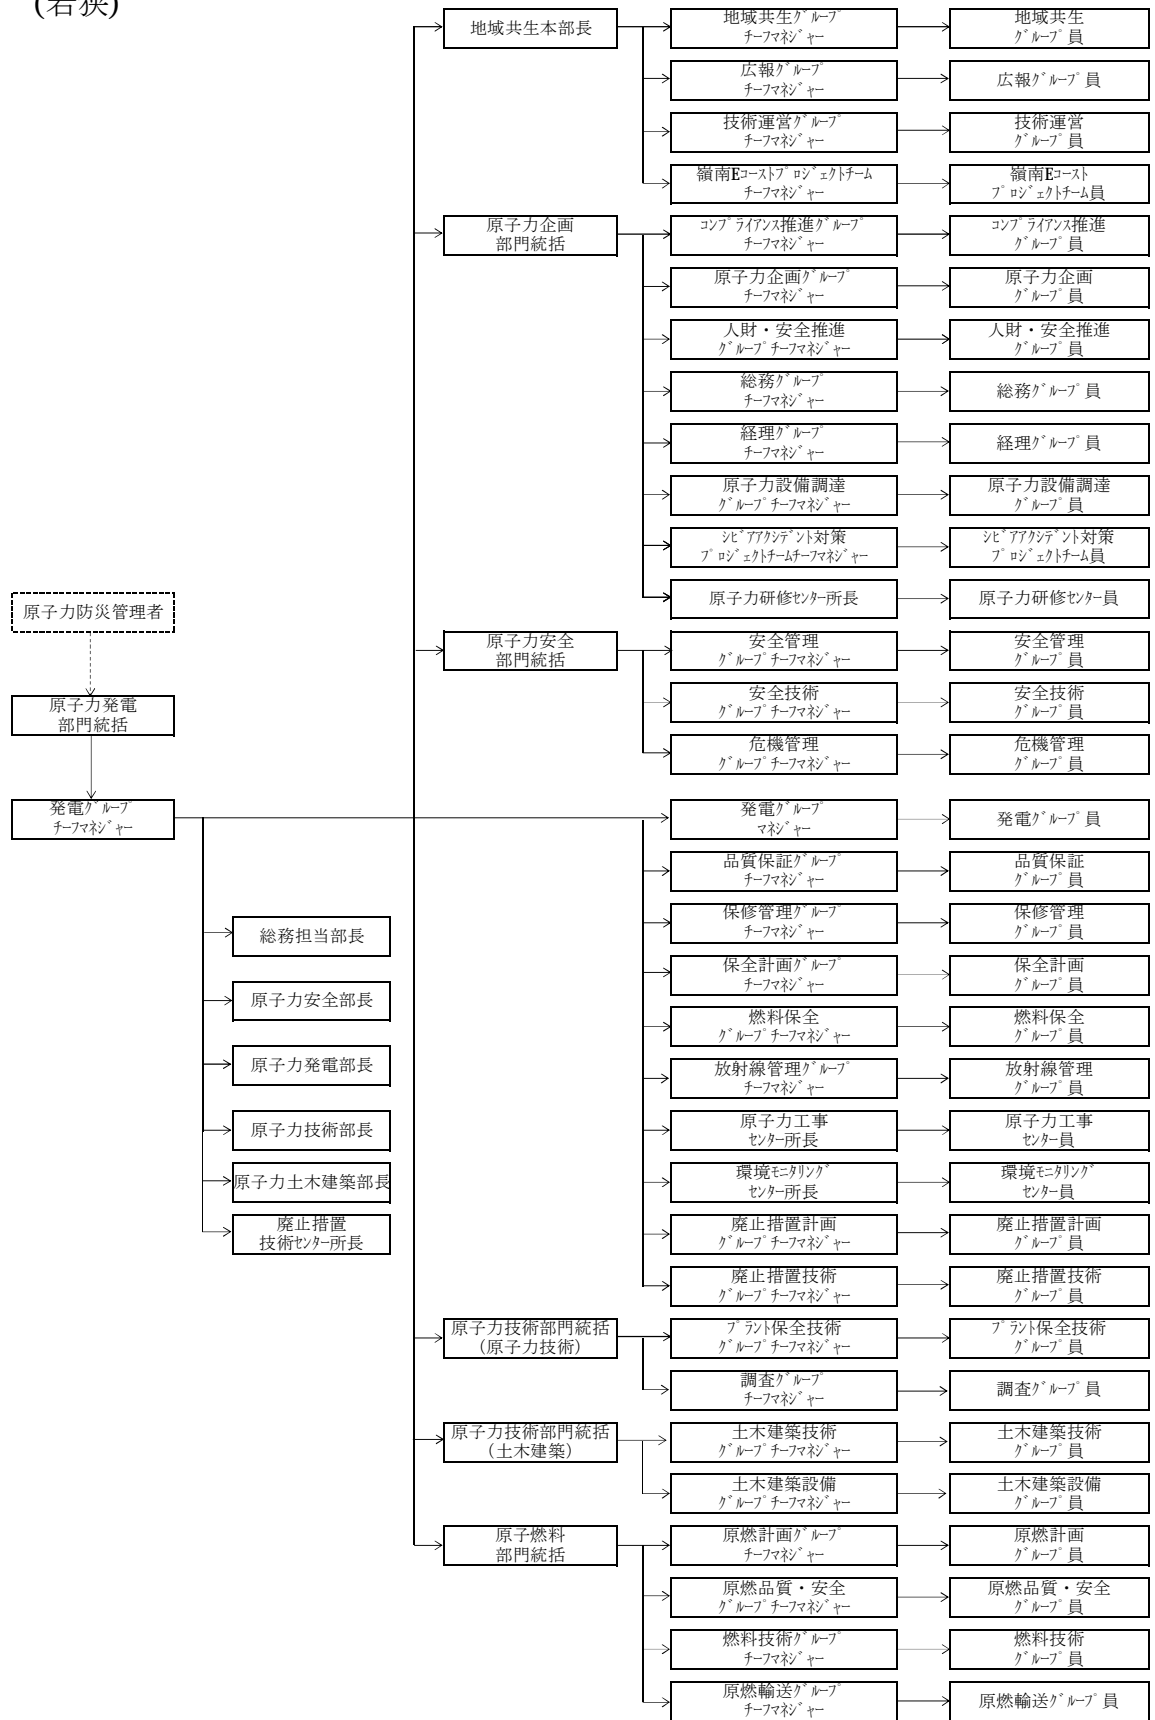 (若狭)
地域共生本部長
地域共生ｸﾞﾙｰﾌﾟ
ﾁｰﾌﾏﾈｼﾞｬｰ
地域共生
ｸﾞﾙｰﾌﾟ員
広報ｸﾞﾙｰﾌﾟ
ﾁｰﾌﾏﾈｼﾞｬｰ
広報ｸﾞﾙｰﾌﾟ員
技術運営ｸﾞﾙｰﾌﾟ
ﾁｰﾌﾏﾈｼﾞｬｰ
技術運営
ｸﾞﾙｰﾌﾟ員
嶺南Eｺｰｽﾄﾌﾟﾛｼﾞｪｸﾄﾁｰﾑ
ﾁｰﾌﾏﾈｼﾞｬｰ
嶺南Eｺｰｽﾄ
ﾌﾟﾛｼﾞｪｸﾄﾁｰﾑ員
原子力企画
部門統括
ｺﾝﾌﾟﾗｲｱﾝｽ推進ｸﾞﾙｰﾌﾟ
ﾁｰﾌﾏﾈｼﾞｬｰ
ｺﾝﾌﾟﾗｲｱﾝｽ推進
ｸﾞﾙｰﾌﾟ員
原子力企画ｸﾞﾙｰﾌﾟ
ﾁｰﾌﾏﾈｼﾞｬｰ
原子力企画
ｸﾞﾙｰﾌﾟ員
人財・安全推進
ｸﾞﾙｰﾌﾟﾁｰﾌﾏﾈｼﾞｬｰ
人財・安全推進
ｸﾞﾙｰﾌﾟ員
総務ｸﾞﾙｰﾌﾟ
ﾁｰﾌﾏﾈｼﾞｬｰ
総務ｸﾞﾙｰﾌﾟ員
経理ｸﾞﾙｰﾌﾟ
ﾁｰﾌﾏﾈｼﾞｬｰ
経理ｸﾞﾙｰﾌﾟ員
原子力設備調達
ｸﾞﾙｰﾌﾟﾁｰﾌﾏﾈｼﾞｬｰ
原子力設備調達
ｸﾞﾙｰﾌﾟ員
ｼﾋﾞｱｱｸｼﾃﾞﾝﾄ対策
ﾌﾟﾛｼﾞｪｸﾄﾁｰﾑﾁｰﾌﾏﾈｼﾞｬｰ
ｼﾋﾞｱｱｸｼﾃﾞﾝﾄ対策
ﾌﾟﾛｼﾞｪｸﾄﾁｰﾑ員
原子力研修ｾﾝﾀｰ所長
原子力研修ｾﾝﾀｰ員
原子力防災管理者
原子力安全
部門統括
安全管理
ｸﾞﾙｰﾌﾟﾁｰﾌﾏﾈｼﾞｬｰ
安全管理
ｸﾞﾙｰﾌﾟ員
原子力発電
部門統括
安全技術
ｸﾞﾙｰﾌﾟﾁｰﾌﾏﾈｼﾞｬｰ
安全技術
ｸﾞﾙｰﾌﾟ員
危機管理
ｸﾞﾙｰﾌﾟﾁｰﾌﾏﾈｼﾞｬｰ
危機管理
ｸﾞﾙｰﾌﾟ員
発電ｸﾞﾙｰﾌﾟ
ﾁｰﾌﾏﾈｼﾞｬｰ
発電ｸﾞﾙｰﾌﾟ
ﾏﾈｼﾞｬｰ
発電ｸﾞﾙｰﾌﾟ員
品質保証ｸﾞﾙｰﾌﾟ
ﾁｰﾌﾏﾈｼﾞｬｰ
品質保証
ｸﾞﾙｰﾌﾟ員
総務担当部長
保修管理ｸﾞﾙｰﾌﾟ
ﾁｰﾌﾏﾈｼﾞｬｰ
保修管理
ｸﾞﾙｰﾌﾟ員
原子力安全部長
保全計画ｸﾞﾙｰﾌﾟ
ﾁｰﾌﾏﾈｼﾞｬｰ
保全計画
ｸﾞﾙｰﾌﾟ員
燃料保全
ｸﾞﾙｰﾌﾟﾁｰﾌﾏﾈｼﾞｬｰ
燃料保全
ｸﾞﾙｰﾌﾟ員
原子力発電部長
放射線管理ｸﾞﾙｰﾌﾟ
ﾁｰﾌﾏﾈｼﾞｬｰ
放射線管理
ｸﾞﾙｰﾌﾟ員
原子力技術部長
原子力工事
ｾﾝﾀｰ所長
原子力工事
ｾﾝﾀｰ員
原子力土木建築部長
環境ﾓﾆﾀﾘﾝｸﾞ
ｾﾝﾀｰ所長
環境ﾓﾆﾀﾘﾝｸﾞ
ｾﾝﾀｰ員
廃止措置
技術ｾﾝﾀｰ所長
廃止措置計画
ｸﾞﾙｰﾌﾟﾁｰﾌﾏﾈｼﾞｬｰ
廃止措置計画
ｸﾞﾙｰﾌﾟ員
廃止措置技術
ｸﾞﾙｰﾌﾟﾁｰﾌﾏﾈｼﾞｬｰ
廃止措置技術
ｸﾞﾙｰﾌﾟ員
原子力技術部門統括
(原子力技術)
ﾌﾟﾗﾝﾄ保全技術
ｸﾞﾙｰﾌﾟﾁｰﾌﾏﾈｼﾞｬｰ
ﾌﾟﾗﾝﾄ保全技術
ｸﾞﾙｰﾌﾟ員
調査ｸﾞﾙｰﾌﾟ
ﾁｰﾌﾏﾈｼﾞｬｰ
調査ｸﾞﾙｰﾌﾟ員
原子力技術部門統括
(土木建築)
土木建築技術
ｸﾞﾙｰﾌﾟﾁｰﾌﾏﾈｼﾞｬｰ
土木建築技術
ｸﾞﾙｰﾌﾟ員
土木建築設備
ｸﾞﾙｰﾌﾟﾁｰﾌﾏﾈｼﾞｬｰ
土木建築設備
ｸﾞﾙｰﾌﾟ員
原子燃料
部門統括
原燃計画ｸﾞﾙｰﾌﾟ
ﾁｰﾌﾏﾈｼﾞｬｰ
原燃計画
ｸﾞﾙｰﾌﾟ員
原燃品質・安全
ｸﾞﾙｰﾌﾟﾁｰﾌﾏﾈｼﾞｬｰ
原燃品質・安全
ｸﾞﾙｰﾌﾟ員
燃料技術ｸﾞﾙｰﾌﾟ
ﾁｰﾌﾏﾈｼﾞｬｰ
燃料技術
ｸﾞﾙｰﾌﾟ員
原燃輸送ｸﾞﾙｰﾌﾟ
ﾁｰﾌﾏﾈｼﾞｬｰ
原燃輸送ｸﾞﾙｰﾌﾟ員